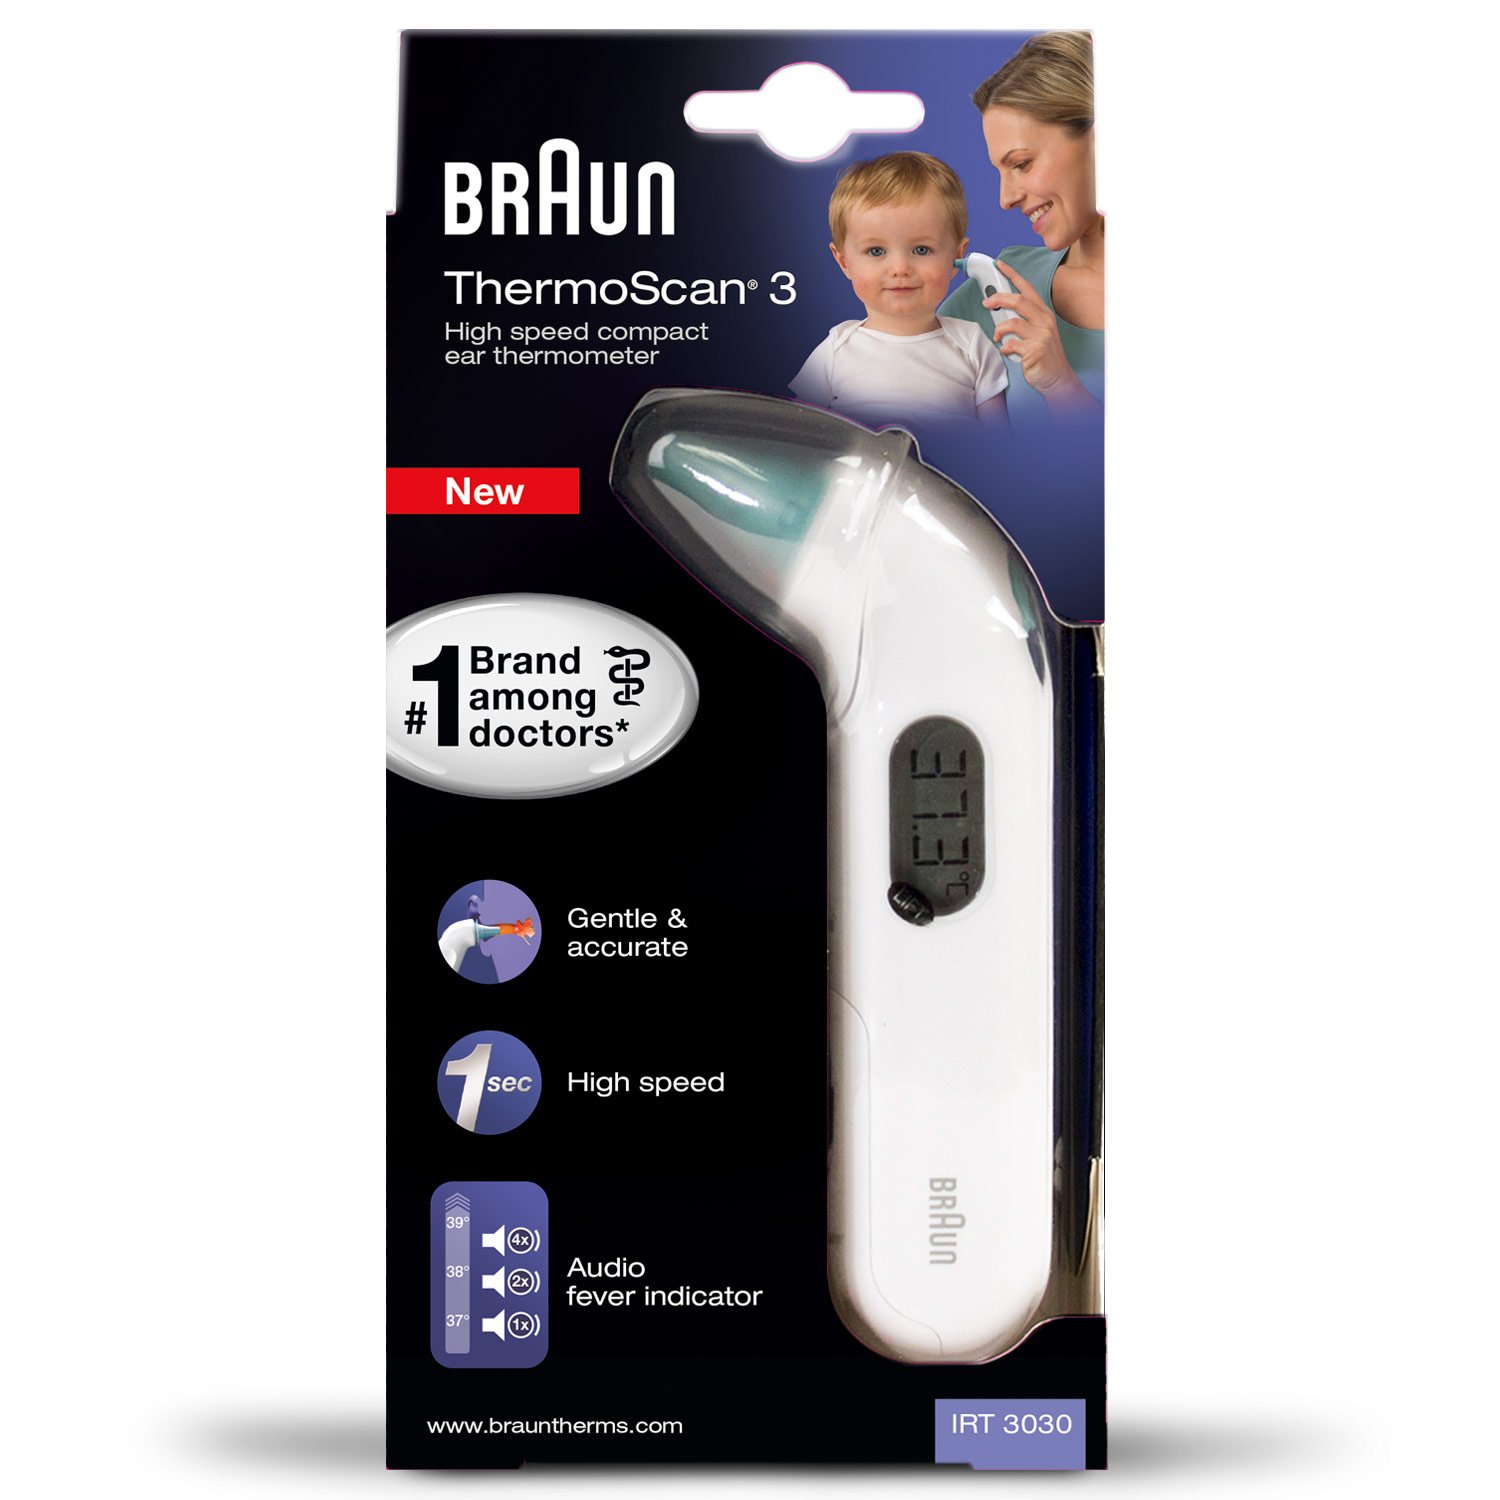 BRAUN
ThermoScan® 3
High speed compact
ear thermometer
New
#1 Brand
among
doctors*
37.3
°C
Gentle &
accurate
1 sec
High speed
39°
4x
38°
2x
37°
1x
Audio
fever indicator
BRAUN
www.brauntherms.com
IRT 3030